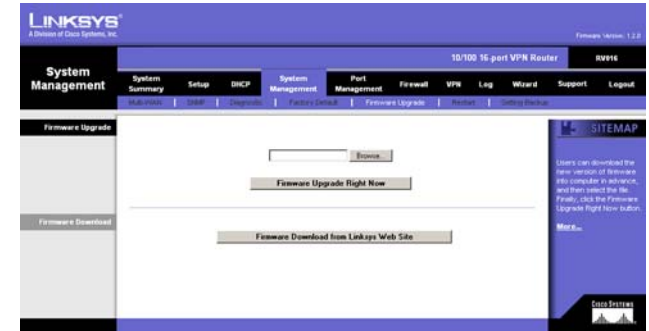 LINKSYS®
A Division of Cisco Systems, Inc.
Firmware Version: 1.2.0
10/100 16-port VPN Router RV016
System Management
System Summary Setup DHCP System Management Port Management Firewall VPN Log Wizard Support Logout
Multi-WAN | SNMP | Diagnostic | Factory Default | Firmware Upgrade | Restart | Setting Backup
Firmware Upgrade
SITEMAP
Browse...
Firmware Upgrade Right Now
Users can download the
new version of firmware
into computer in advance,
and then select the file.
Finally, click the Firmware
Upgrade Right Now button.
More...
Firmware Download
Firmware Download from Linksys Web Site
CISCO SYSTEMS